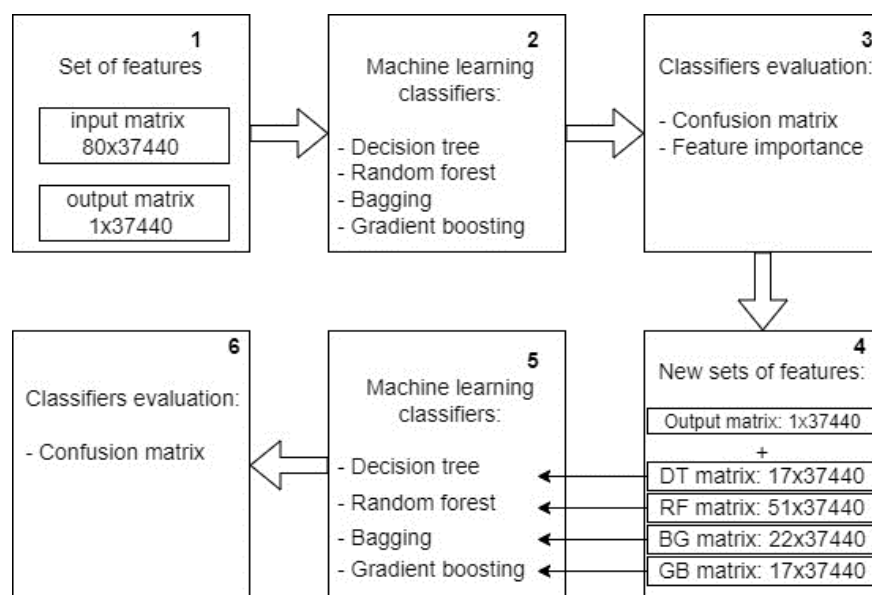 1
Set of features
input matrix
80x37440
output matrix
1x37440
2
Machine learning
classifiers:
- Decision tree
- Random forest
- Bagging
- Gradient boosting
3
Classifiers evaluation:
- Confusion matrix
- Feature importance
4
New sets of features:
Output matrix: 1x37440
+
DT matrix: 17x37440
RF matrix: 51x37440
BG matrix: 22x37440
GB matrix: 17x37440
5
Machine learning
classifiers:
- Decision tree
- Random forest
- Bagging
- Gradient boosting
6
Classifiers evaluation:
- Confusion matrix